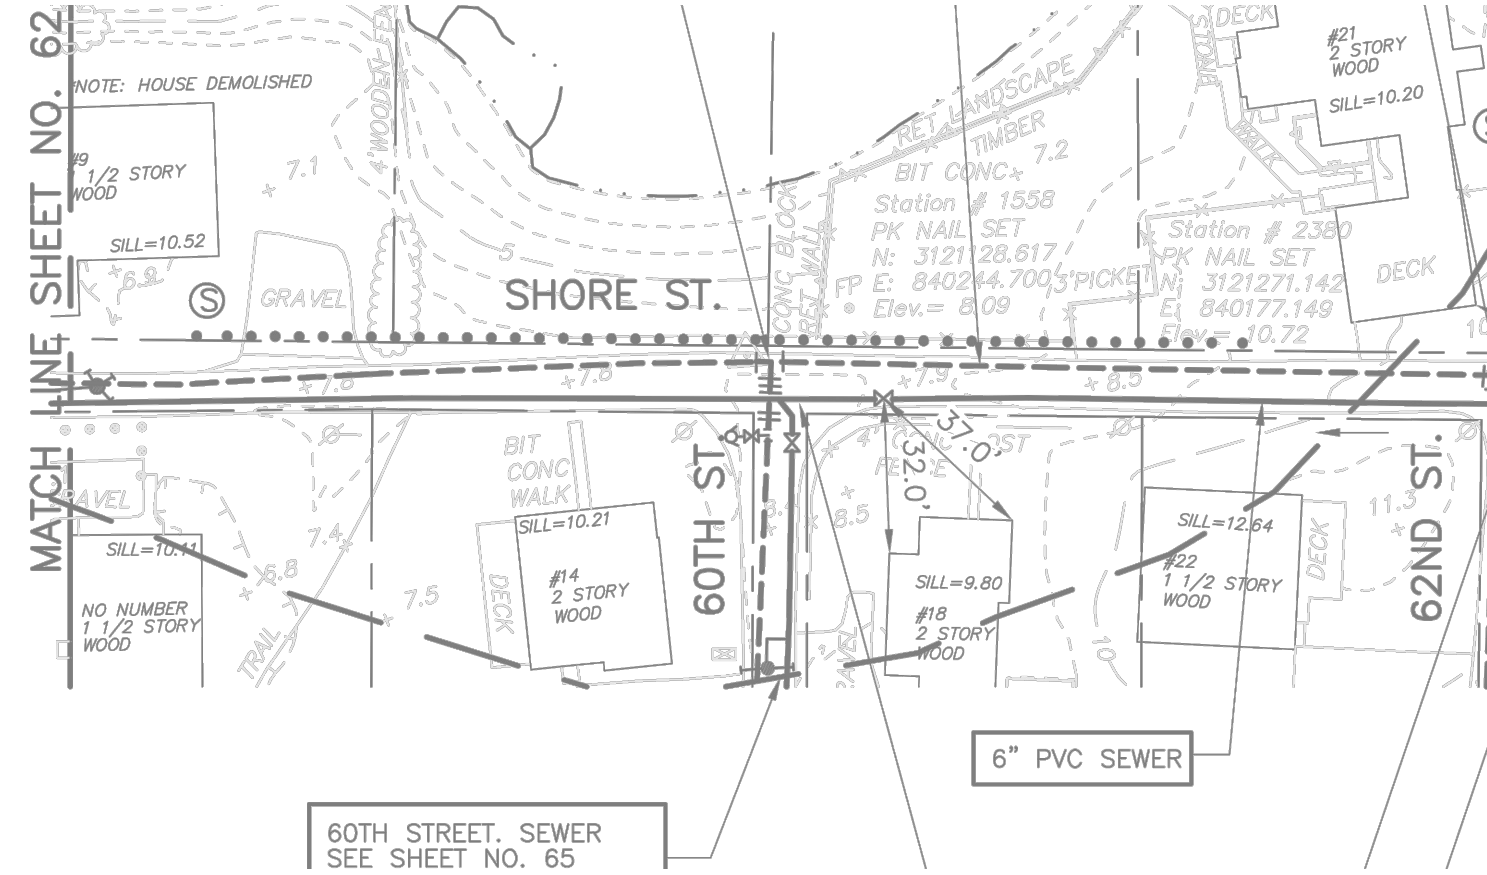 MATCH LINE SHEET NO. 62
*NOTE: HOUSE DEMOLISHED
#9
1 1/2 STORY
WOOD
SILL=10.52
7.1
6.9
S
GRAVEL
4'WOODEN
5
SHORE ST.
CONC BLOCK
RET WALL
RET LANDSCAPE
TIMBER
BIT CONC
7.2
Station # 1558
PK NAIL SET
N: 3121128.617
E: 840244.700
Elev.= 8.09
FP
3'PICKET
Station # 2380
PK NAIL SET
N: 3121271.142
E: 840177.149
Elev.= 10.72
DECK
#21
2 STORY
WOOD
SILL=10.20
BRICK
DECK
S
7.8
7.8
7.9
8.5
SILL=10.11
NO NUMBER
1 1/2 STORY
WOOD
6.8
7.4
7.5
TRAIL
BIT
CONC
WALK
DECK
SILL=10.21
#14
2 STORY
WOOD
60TH ST.
8.5
37.0'
32.0'
SILL=9.80
#18
2 STORY
WOOD
10
SILL=12.64
#22
1 1/2 STORY
WOOD
DECK
11.3
62ND ST.
6" PVC SEWER
60TH STREET. SEWER
SEE SHEET NO. 65